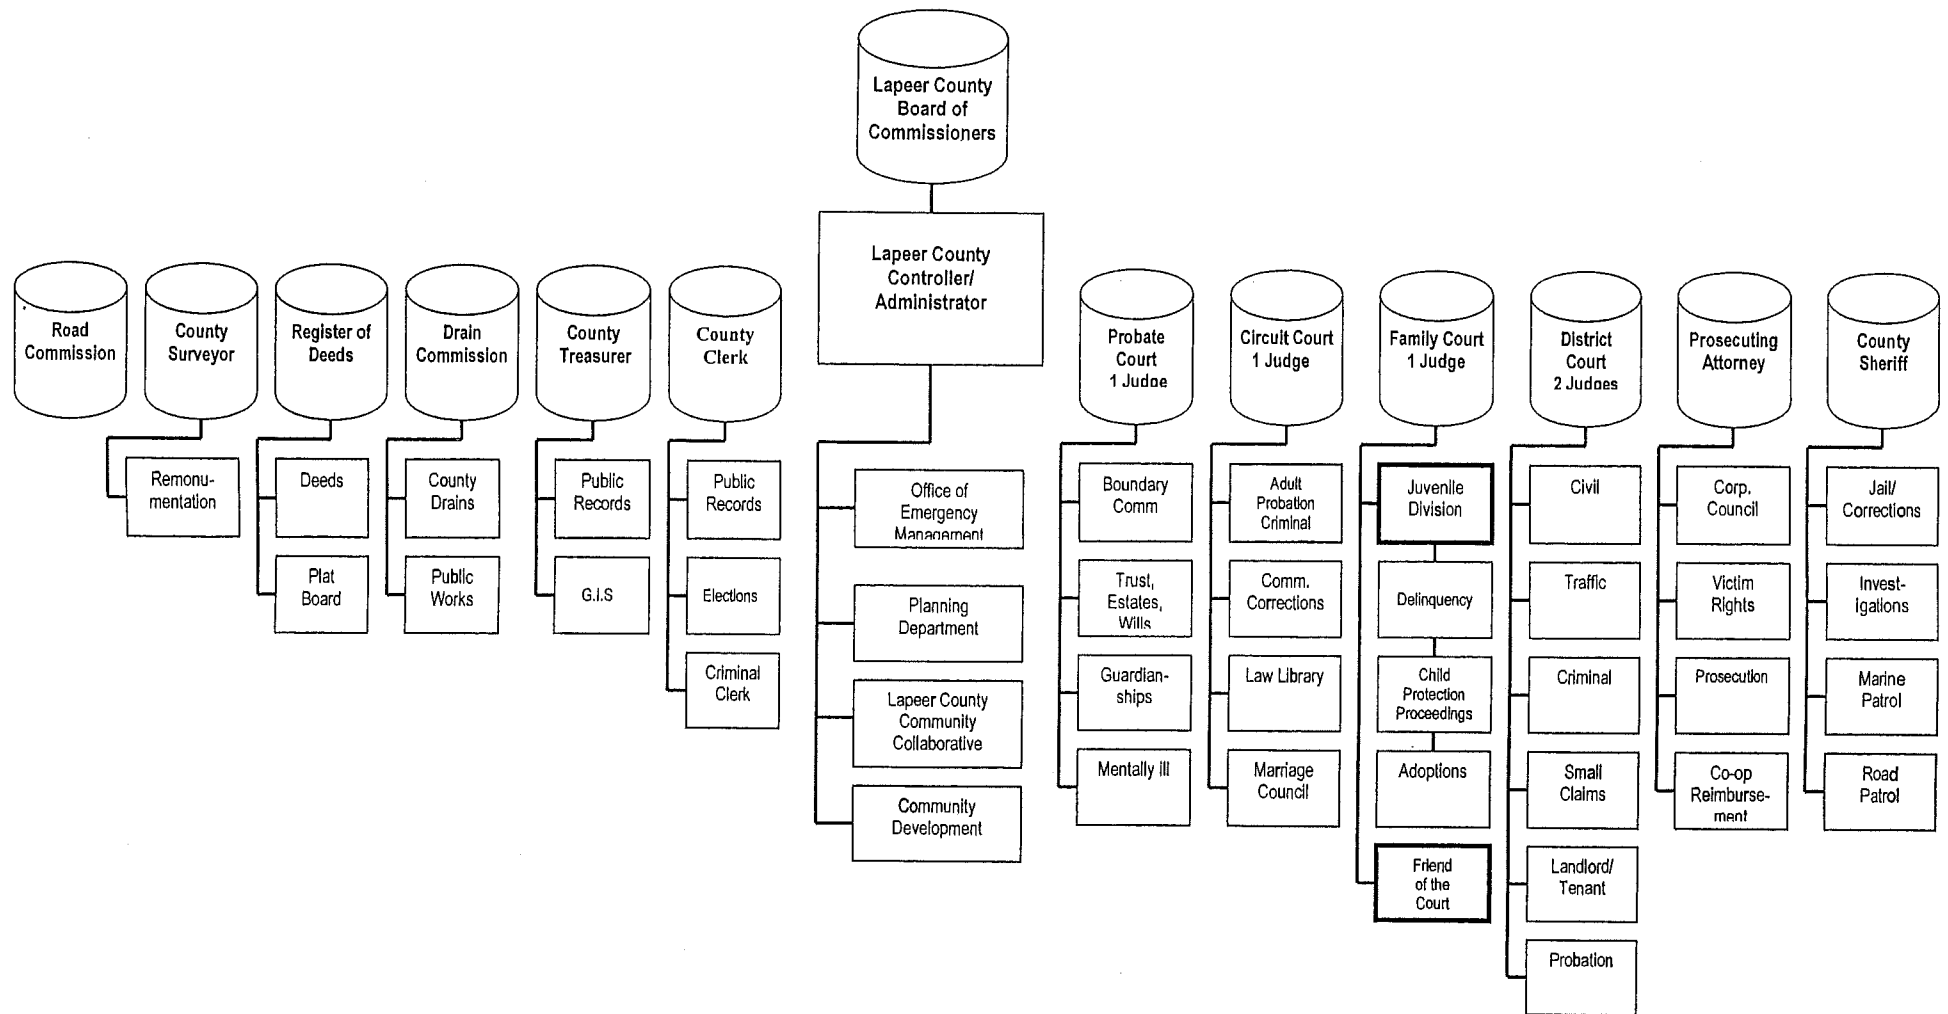 Lapeer County
Board of
Commissioners
Lapeer County
Controller/
Administrator
Road
Commission
County
Surveyor
Register of
Deeds
Drain
Commission
County
Treasurer
County
Clerk
Probate
Court
1 Judge
Circuit Court
1 Judge
Family Court
1 Judge
District
Court
2 Judges
Prosecuting
Attorney
County
Sheriff
Remonu-
mentation
Deeds
Plat
Board
County
Drains
Public
Works
Public
Records
G.I.S
Public
Records
Elections
Criminal
Clerk
Office of
Emergency
Management
Planning
Department
Lapeer County
Community
Collaborative
Community
Development
Boundary
Comm
Trust,
Estates,
Wills
Guardian-
ships
Mentally ill
Adult
Probation
Criminal
Comm.
Corrections
Law Library
Marriage
Council
Juvenile
Division
Delinquency
Child
Protection
Proceedings
Adoptions
Friend
of the
Court
Civil
Traffic
Criminal
Small
Claims
Landlord/
Tenant
Probation
Corp.
Council
Victim
Rights
Prosecution
Co-op
Reimburse-
ment
Jail/
Corrections
Invest-
igations
Marine
Patrol
Road
Patrol